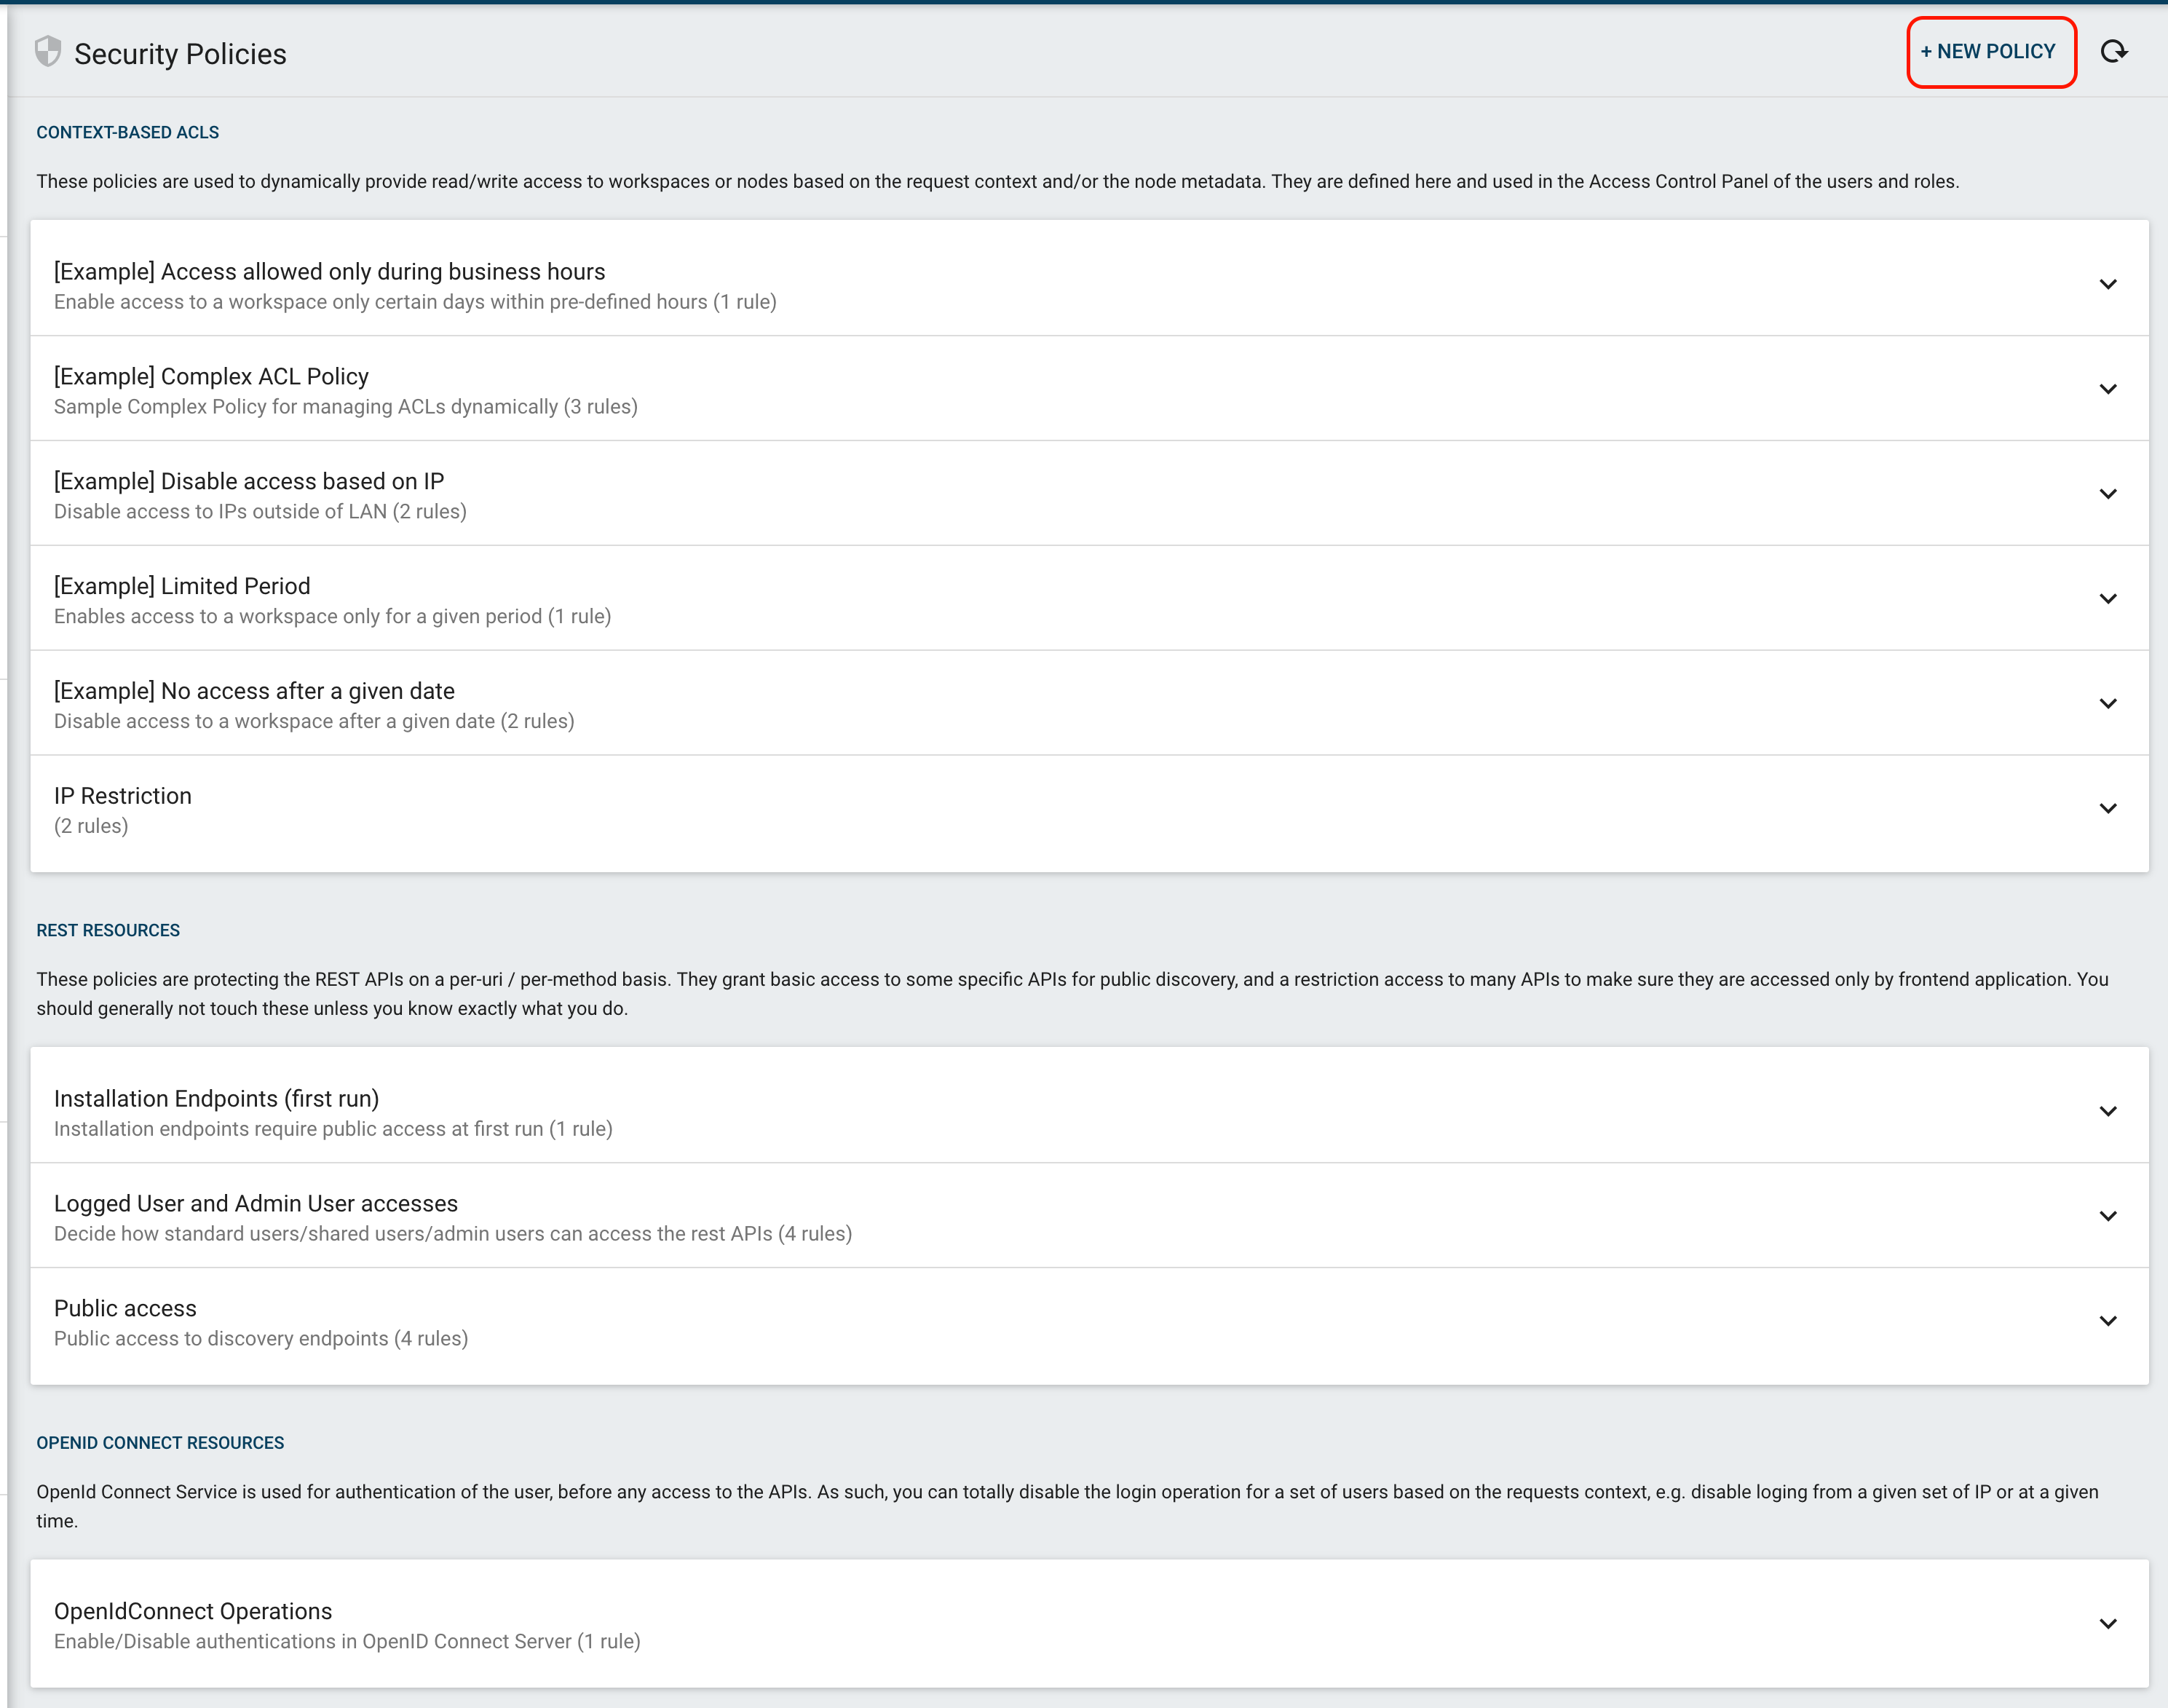 Security Policies
+ NEW POLICY
CONTEXT-BASED ACLS
These policies are used to dynamically provide read/write access to workspaces or nodes based on the request context and/or the node metadata. They are defined here and used in the Access Control Panel of the users and roles.
[Example] Access allowed only during business hours
Enable access to a workspace only certain days within pre-defined hours (1 rule)
[Example] Complex ACL Policy
Sample Complex Policy for managing ACLs dynamically (3 rules)
[Example] Disable access based on IP
Disable access to IPs outside of LAN (2 rules)
[Example] Limited Period
Enables access to a workspace only for a given period (1 rule)
[Example] No access after a given date
Disable access to a workspace after a given date (2 rules)
IP Restriction
(2 rules)
REST RESOURCES
These policies are protecting the REST APIs on a per-uri / per-method basis. They grant basic access to some specific APIs for public discovery, and a restriction access to many APIs to make sure they are accessed only by frontend application. You
should generally not touch these unless you know exactly what you do.
Installation Endpoints (first run)
Installation endpoints require public access at first run (1 rule)
Logged User and Admin User accesses
Decide how standard users/shared users/admin users can access the rest APIs (4 rules)
Public access
Public access to discovery endpoints (4 rules)
OPENID CONNECT RESOURCES
OpenId Connect Service is used for authentication of the user, before any access to the APIs. As such, you can totally disable the login operation for a set of users based on the requests context, e.g. disable loging from a given set of IP or at a given
time.
OpenIdConnect Operations
Enable/Disable authentications in OpenID Connect Server (1 rule)